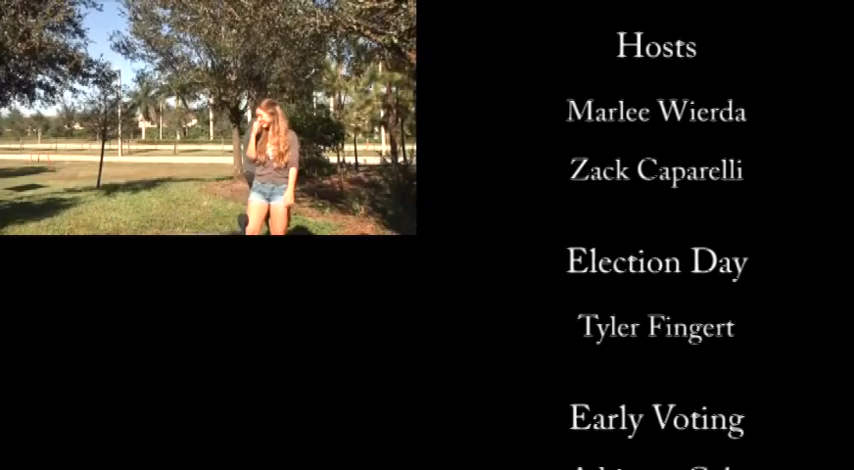 Hosts
Marlee Wierda
Zack Caparelli
Election Day
Tyler Fingert
Early Voting